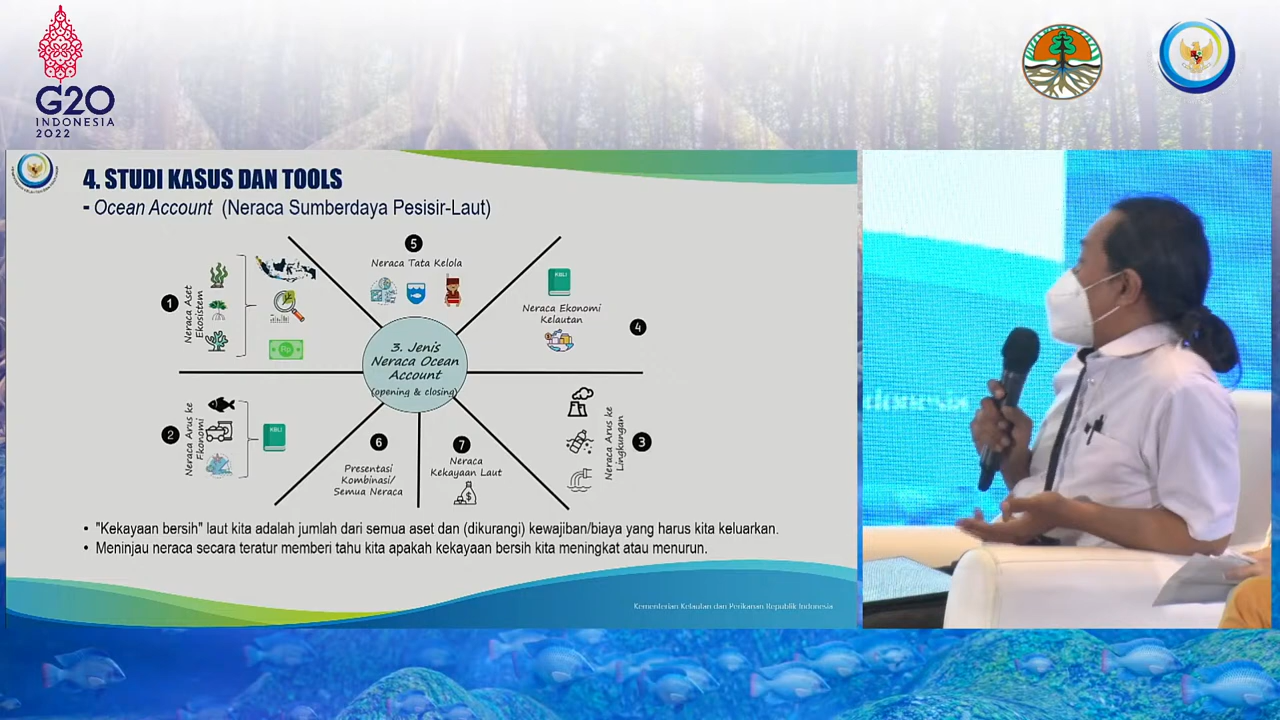 G20
INDONESIA
2022
4. STUDI KASUS DAN TOOLS
- Ocean Account (Neraca Sumberdaya Pesisir-Laut)
5
Neraca Tata Kelola
1
Neraca Aset
Ekosistem
Rp
KBLI
Neraca Ekonomi
Kelautan
4
3. Jenis
Neraca Ocean
Account
(opening & closing)
2
Neraca Arus ke
Ekonomi
KBLI
6
Presentasi
Kombinasi/
Semua Neraca
7
Neraca
Kekayaan Laut
$
Neraca Arus ke
Lingkungan
3
• "Kekayaan bersih" laut kita adalah jumlah dari semua aset dan (dikurangi) kewajiban/biaya yang harus kita keluarkan.
• Meninjau neraca secara teratur memberi tahu kita apakah kekayaan bersih kita meningkat atau menurun.
Kementerian Kelautan dan Perikanan Republik Indonesia